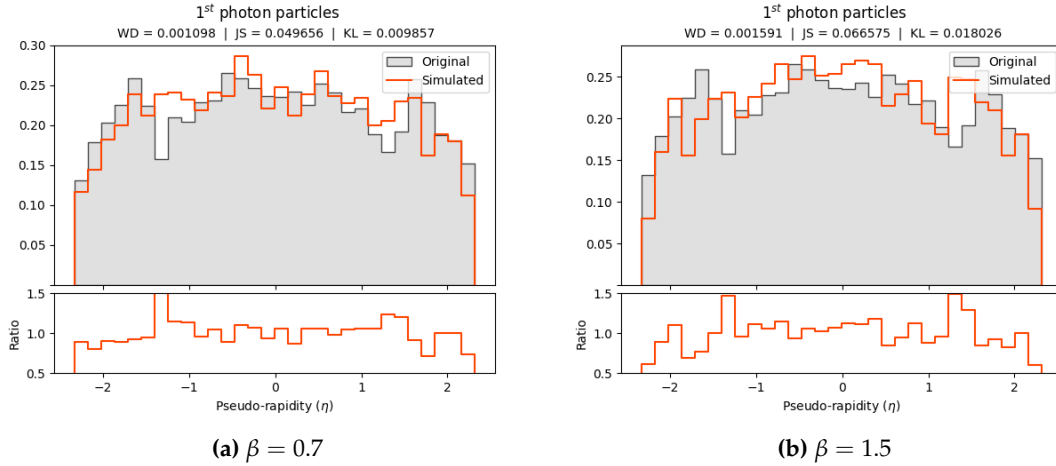 1st photon particles
WD = 0.001098 | JS = 0.049656 | KL = 0.009857
0.30
0.25
0.20
0.15
0.10
0.05
Original
Simulated
1.5
1.0
0.5
Ratio
−2 −1 0 1 2
Pseudo-rapidity (η)
(a) β = 0.7
1st photon particles
WD = 0.001591 | JS = 0.066575 | KL = 0.018026
0.25
0.20
0.15
0.10
0.05
Original
Simulated
1.5
1.0
0.5
Ratio
−2 −1 0 1 2
Pseudo-rapidity (η)
(b) β = 1.5